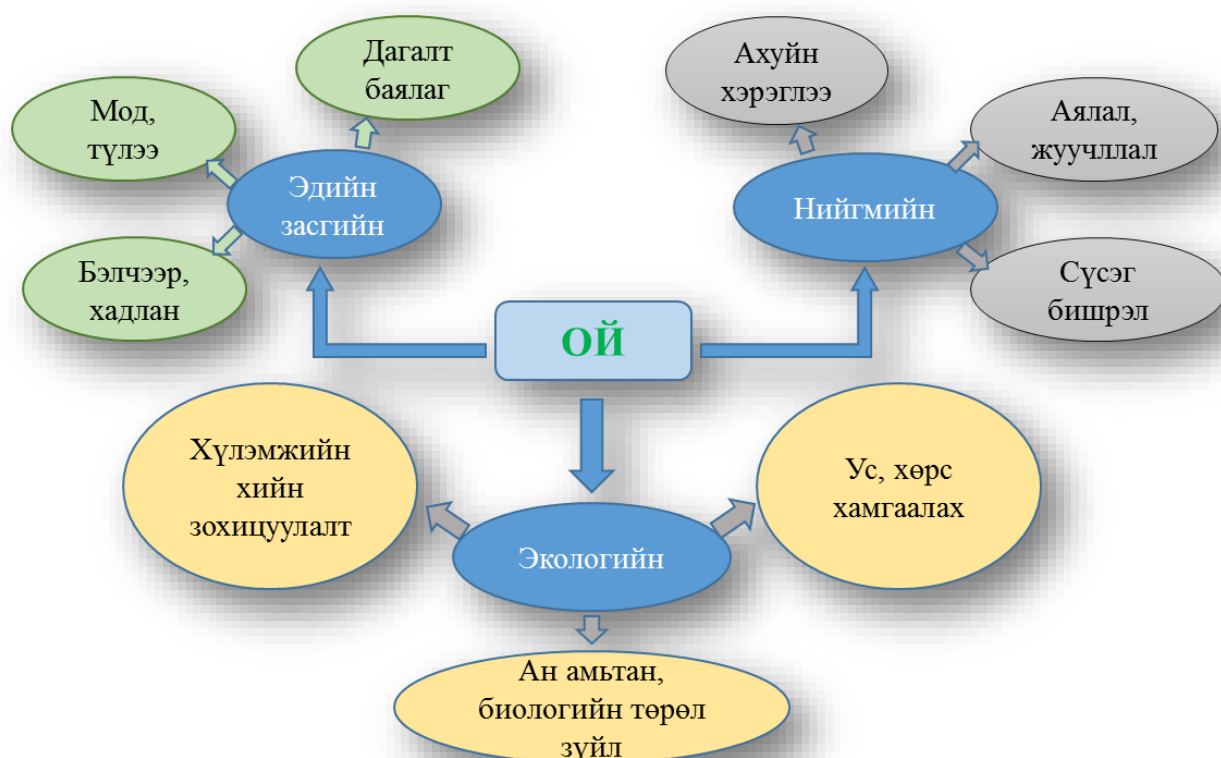 Дагалт
баялаг
Мод,
түлээ
Эдийн
засгийн
Бэлчээр,
хадлан
Ахуйн
хэрэглээ
Аялал,
жуучллал
Нийгмийн
Сүсэг
бишрэл
ОЙ
Хүлэмжийн
хийн
зохицуулалт
Ус, хөрс
хамгаалах
Экологийн
Ан амьтан,
биологийн төрөл
зүйл